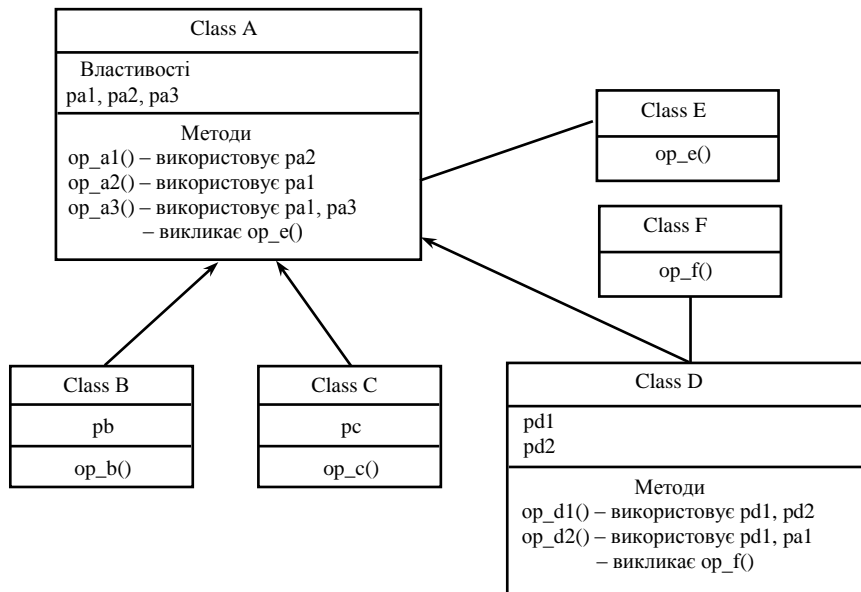 Class A
Властивості
pa1, pa2, pa3
Методи
op_a1() – використовує pa2
op_a2() – використовує pa1
op_a3() – використовує pa1, pa3
– викликає op_e()
Class E
op_e()
Class F
op_f()
Class B
pb
op_b()
Class C
pc
op_c()
Class D
pd1
pd2
Методи
op_d1() – використовує pd1, pd2
op_d2() – використовує pd1, pa1
– викликає op_f()